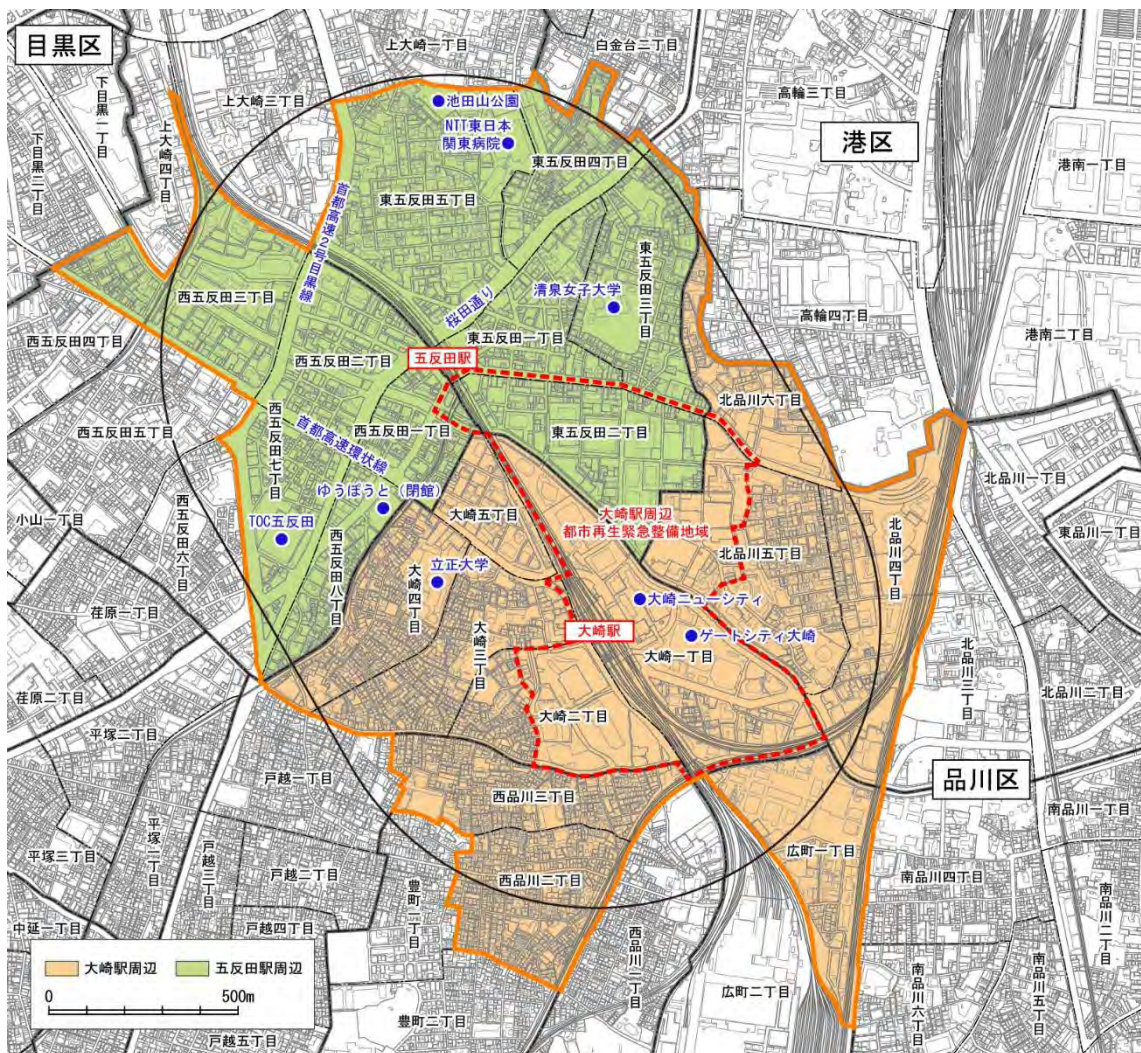 目黒区
上大崎一丁目
白金台二丁目
下目黒一丁目
上大崎三丁目
池田山公園
高輪三丁目
港区
NTT東日本
関東病院
下目黒二丁目
上大崎四丁目
東五反田四丁目
港南一丁目
東五反田五丁目
首都高速2号目黒線
東五反田三丁目
清泉女子大学
西五反田三丁目
桜田通り
高輪四丁目
港南二丁目
西五反田四丁目
東五反田一丁目
西五反田二丁目
五反田駅
北品川六丁目
西五反田五丁目
西五反田七丁目
首都高速環状線
西五反田一丁目
東五反田二丁目
北品川一丁目
ゆうぽうと(閉館)
小山一丁目
西五反田六丁目
TOC五反田
大崎五丁目
大崎駅周辺
都市再生緊急整備地域
北品川四丁目
東品川一丁目
西五反田八丁目
北品川五丁目
立正大学
大崎四丁目
大崎ニューシティ
荏原一丁目
大崎駅
ゲートシティ大崎
大崎三丁目
大崎一丁目
北品川三丁目
北品川二丁目
荏原二丁目
平塚二丁目
大崎二丁目
戸越一丁目
品川区
西品川三丁目
南品川一丁目
平塚一丁目
平塚三丁目
戸越三丁目
戸越二丁目
広町一丁目
南品川四丁目
西品川二丁目
豊町一丁目
南品川二丁目
中延一丁目
戸越四丁目
西品川一丁目
大崎駅周辺
五反田駅周辺
0
500m
広町二丁目
南品川六丁目
南品川五丁目
豊町二丁目
戸越五丁目